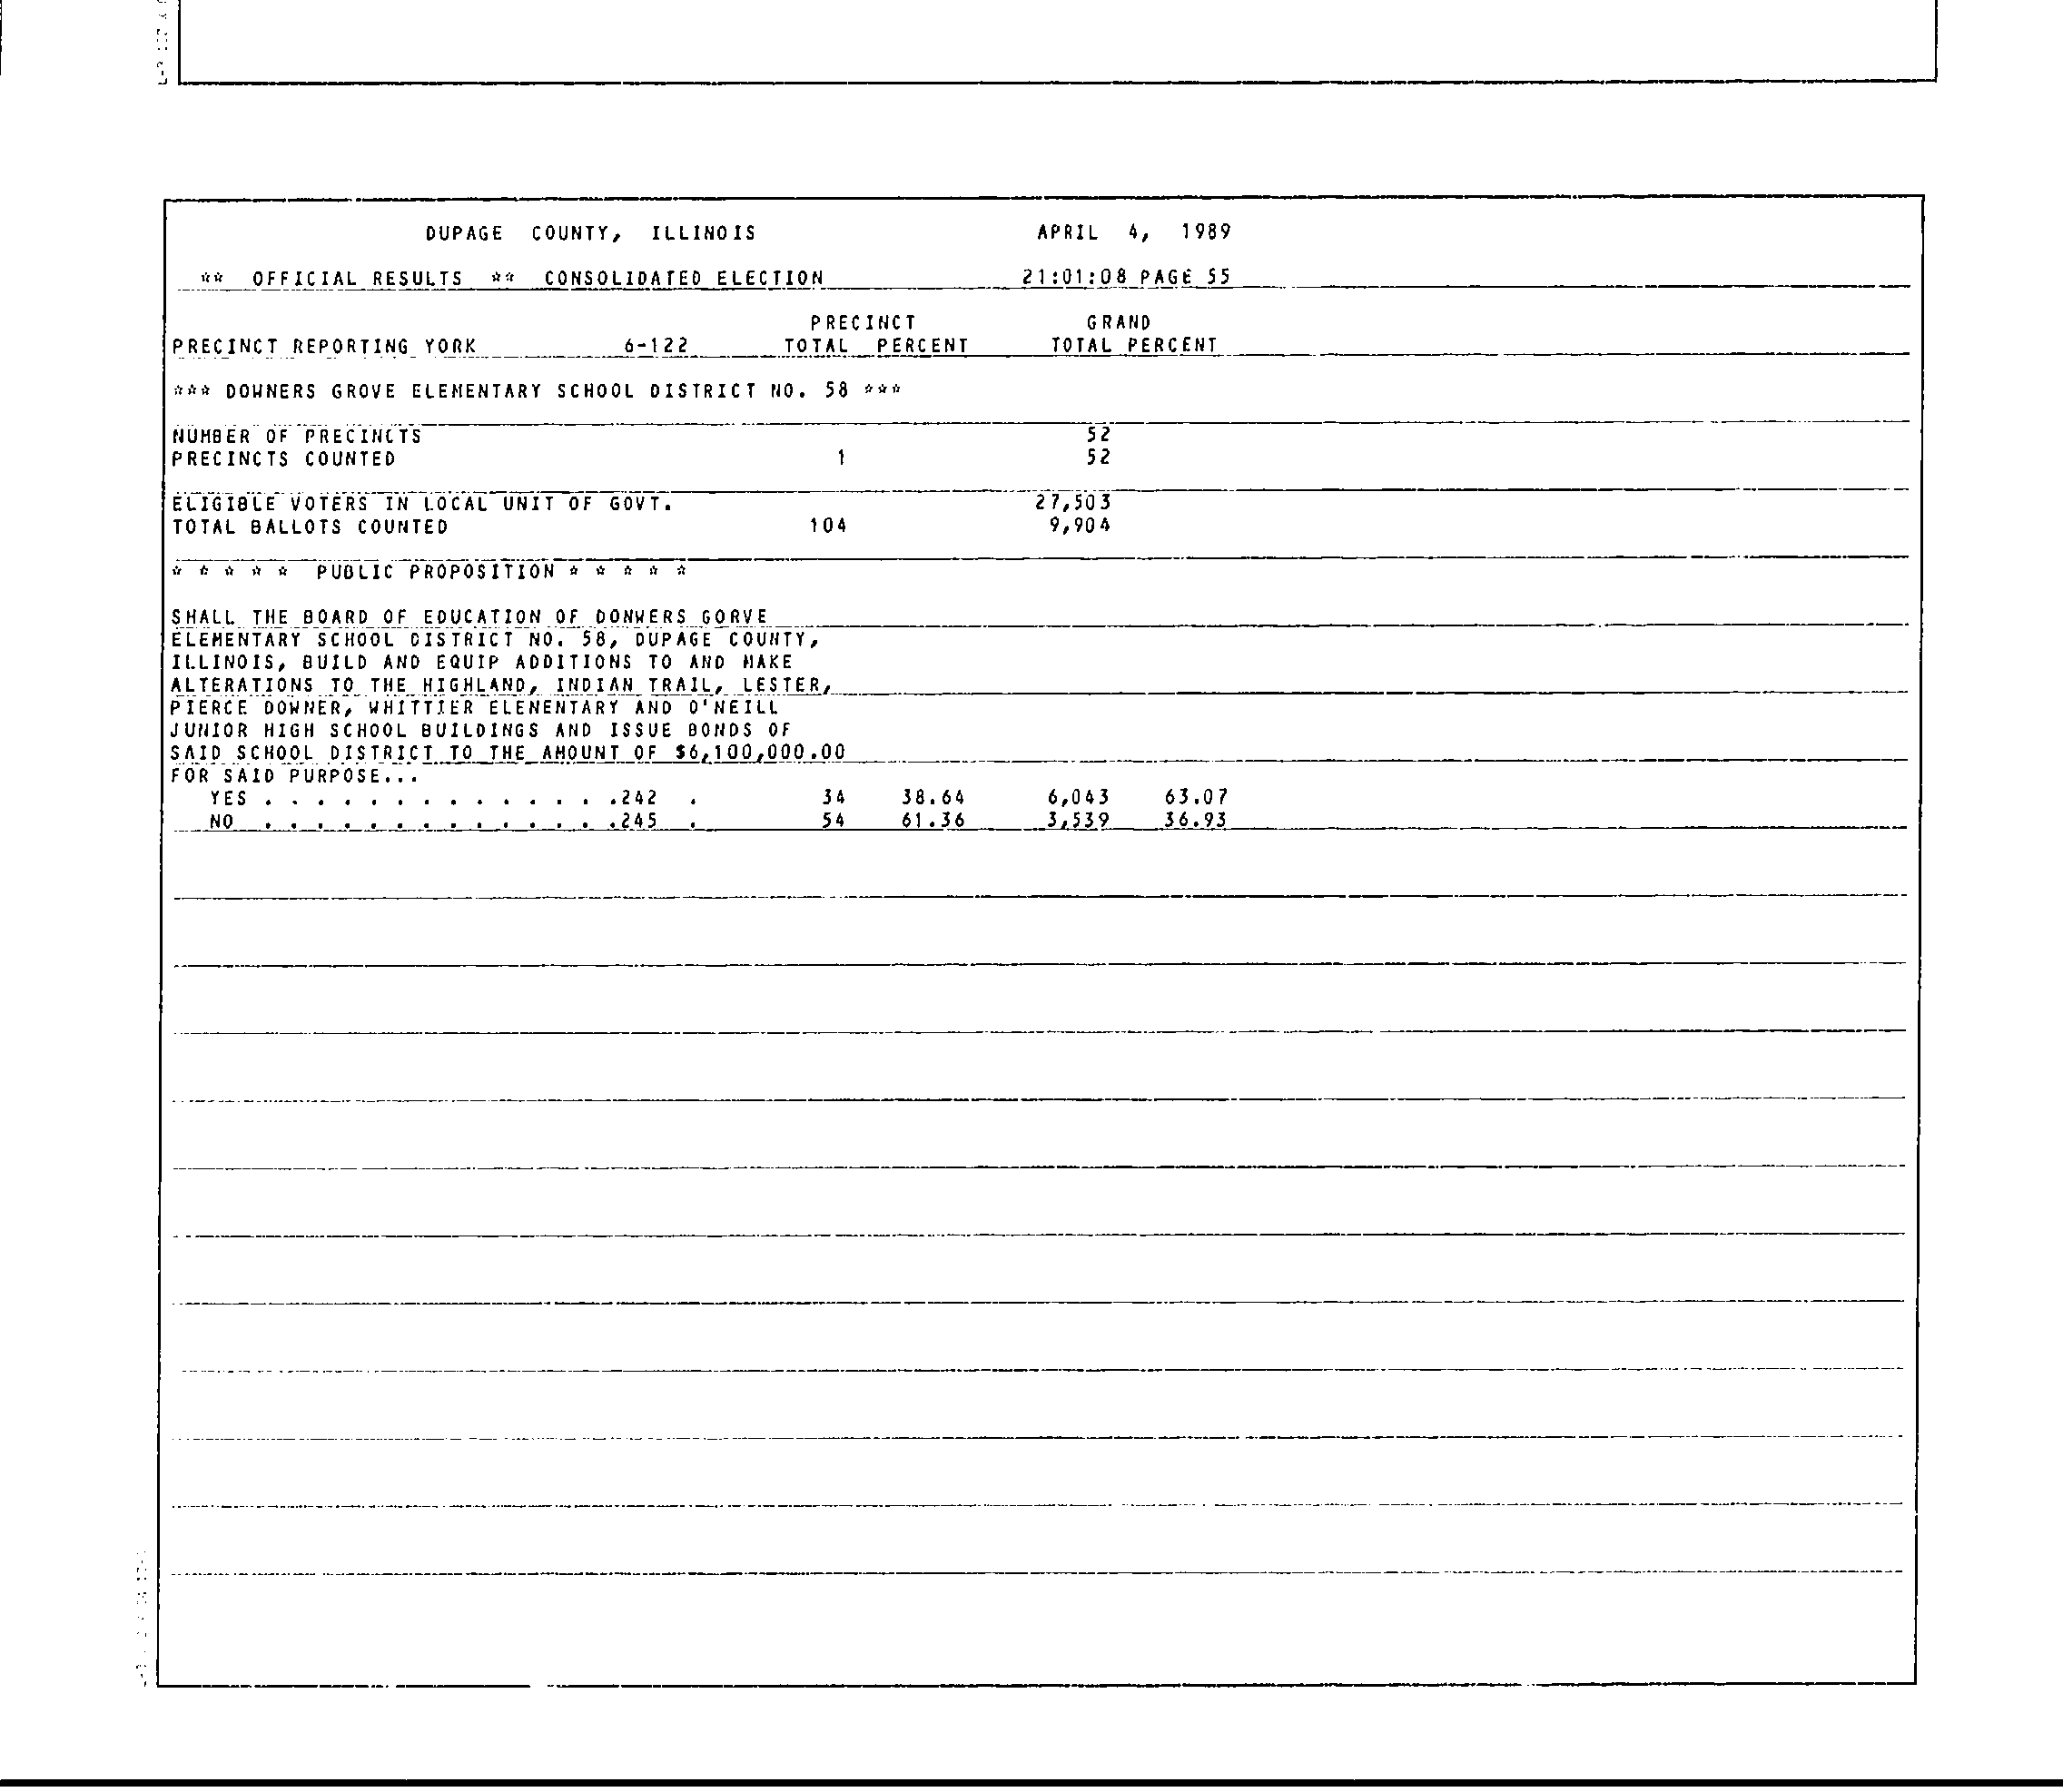 DUPAGE COUNTY, ILLINOIS APRIL 4, 1989
** OFFICIAL RESULTS ** CONSOLIDATED ELECTION 21:01:08 PAGE 55
PRECINCT GRAND
PRECINCT REPORTING YORK 6-122 TOTAL PERCENT TOTAL PERCENT
*** DOWNERS GROVE ELEMENTARY SCHOOL DISTRICT NO. 58 ***
NUMBER OF PRECINCTS 52
PRECINCTS COUNTED 1 52
ELIGIBLE VOTERS IN LOCAL UNIT OF GOVT. 27,503
TOTAL BALLOTS COUNTED 104 9,904
* * * * * PUBLIC PROPOSITION * * * * *
SHALL THE BOARD OF EDUCATION OF DONWERS GORVE
ELEMENTARY SCHOOL DISTRICT NO. 58, DUPAGE COUNTY,
ILLINOIS, BUILD AND EQUIP ADDITIONS TO AND MAKE
ALTERATIONS TO THE HIGHLAND, INDIAN TRAIL, LESTER,
PIERCE DOWNER, WHITTIER ELENENTARY AND O'NEILL
JUNIOR HIGH SCHOOL BUILDINGS AND ISSUE BONDS OF
SAID SCHOOL DISTRICT TO THE AMOUNT OF $6,100,000.00
FOR SAID PURPOSE...
YES . . . . . . . . . . . . . .242 . 34 38.64 6,043 63.07
NO . . . . . . . . . . . . . .245 . 54 61.36 3,539 36.93